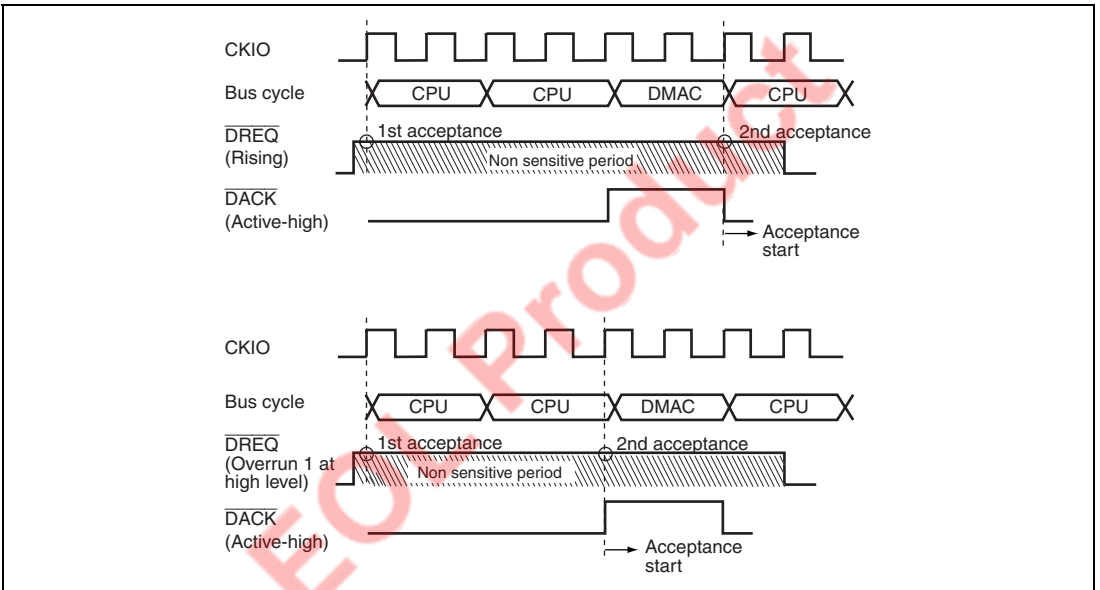 CKIO
Bus cycle CPU CPU DMAC CPU
DREQ 1st acceptance 2nd acceptance
(Rising) Non sensitive period
DACK
(Active-high)
Acceptance
start
CKIO
Bus cycle CPU CPU DMAC CPU
DREQ 1st acceptance 2nd acceptance
(Overrun 1 at
high level) Non sensitive period
DACK
(Active-high)
Acceptance
start
EOL Product